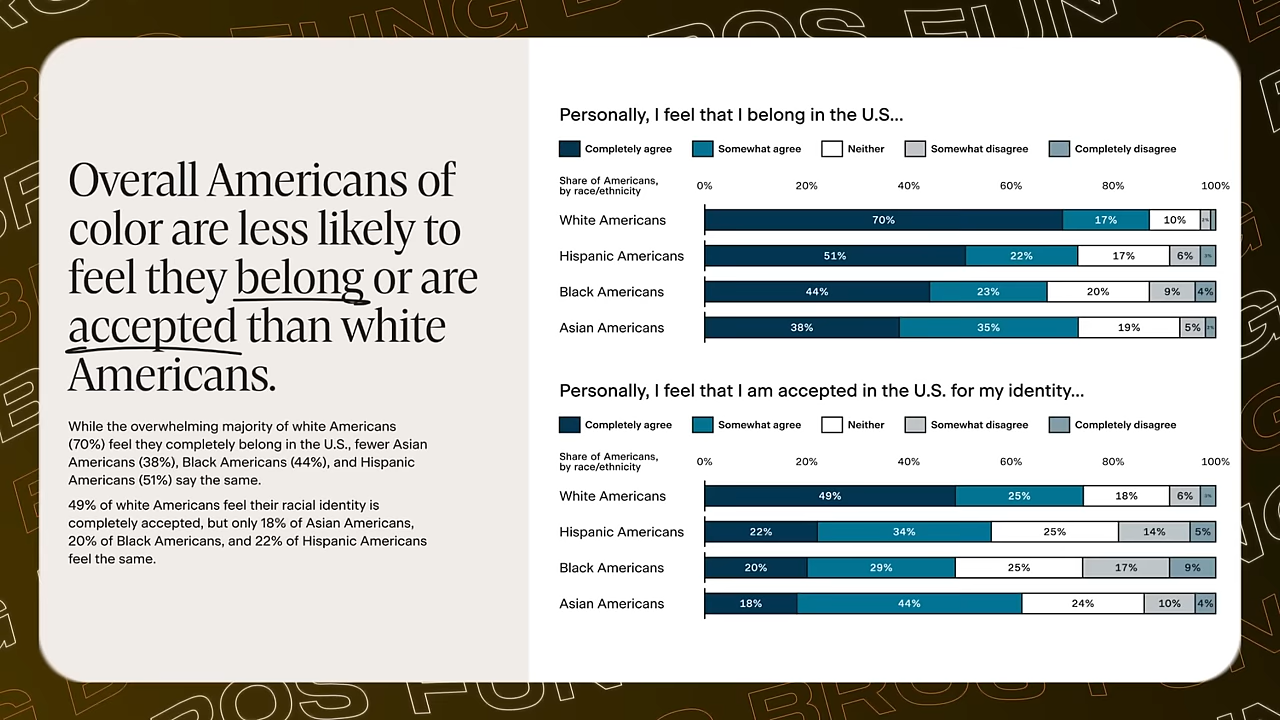 Overall Americans of
color are less likely to
feel they belong or are
accepted than white
Americans.
While the overwhelming majority of white Americans
(70%) feel they completely belong in the U.S., fewer Asian
Americans (38%), Black Americans (44%), and Hispanic
Americans (51%) say the same.
49% of white Americans feel their racial identity is
completely accepted, but only 18% of Asian Americans,
20% of Black Americans, and 22% of Hispanic Americans
feel the same.
Personally, I feel that I belong in the U.S...
Completely agree Somewhat agree Neither Somewhat disagree Completely disagree
Share of Americans,
by race/ethnicity
0% 20% 40% 60% 80% 100%
White Americans 70% 17% 10%
Hispanic Americans 51% 22% 17% 6%
Black Americans 44% 23% 20% 9% 4%
Asian Americans 38% 35% 19% 5%
Personally, I feel that I am accepted in the U.S. for my identity...
Completely agree Somewhat agree Neither Somewhat disagree Completely disagree
Share of Americans,
by race/ethnicity
0% 20% 40% 60% 80% 100%
White Americans 49% 25% 18% 6%
Hispanic Americans 22% 34% 25% 14% 5%
Black Americans 20% 29% 25% 17% 9%
Asian Americans 18% 44% 24% 10% 4%